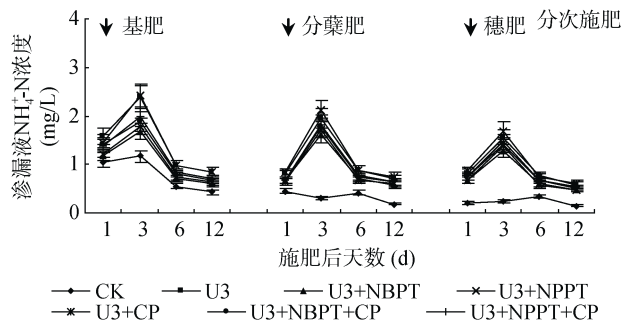 基肥 分蘖肥 穗肥 分次施肥
渗漏液NH₄⁺-N浓度
(mg/L)
4
3
2
1
0
1 3 6 12 1 3 6 12 1 3 6 12
施肥后天数 (d)
CK U3 U3+NBPT U3+NPPT
U3+CP U3+NBPT+CP U3+NPPT+CP